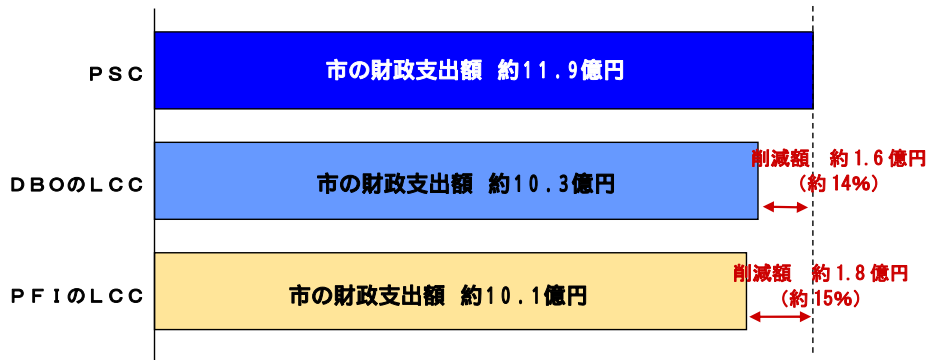 ＰＳＣ
市の財政支出額 約１１．９億円
ＤＢＯのＬＣＣ
市の財政支出額 約１０．３億円
削減額　約１.６億円
（約14％）
ＰＦＩのＬＣＣ
市の財政支出額 約１０．１億円
削減額　約１.８億円
（約15％）